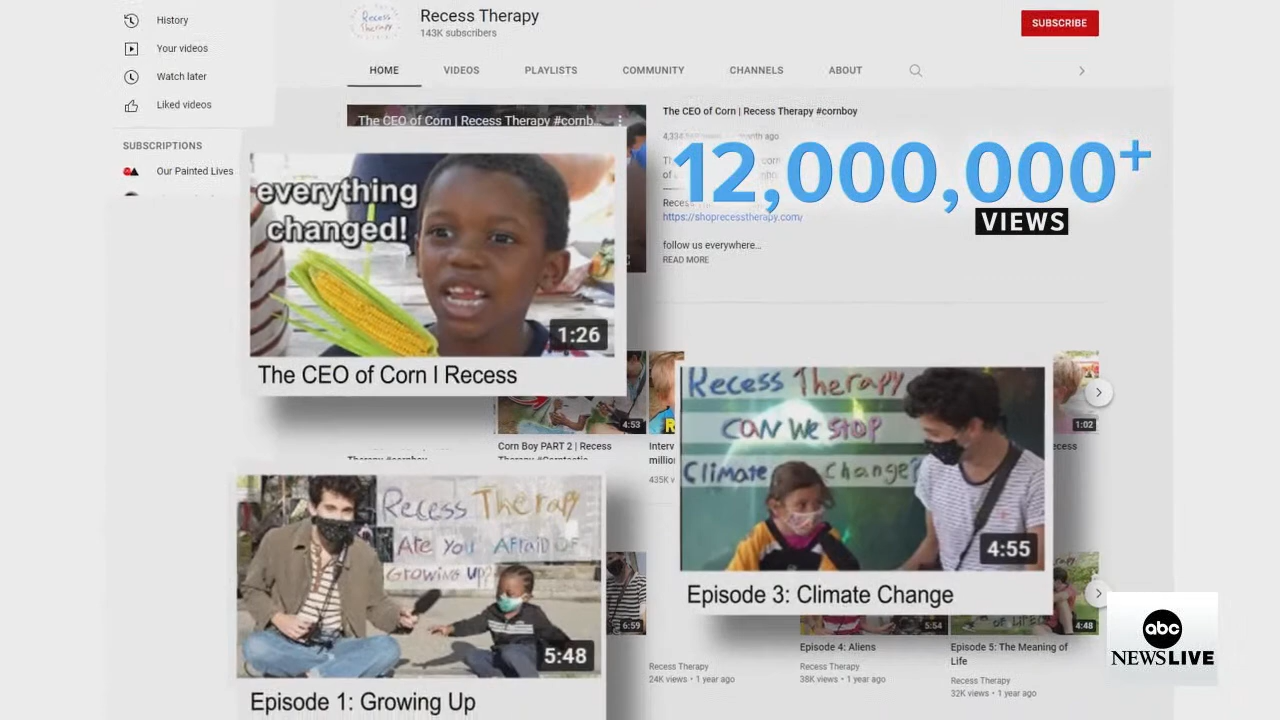 History
Your videos
Watch later
Liked videos
SUBSCRIPTIONS
Our Painted Lives
Recess Therapy
Recess Therapy
143K subscribers
SUBSCRIBE
HOME VIDEOS PLAYLISTS COMMUNITY CHANNELS ABOUT
The CEO of Corn | Recess Therapy #cornb...
The CEO of Corn | Recess Therapy #cornboy
month ago
12,000,000+
VIEWS
https://shoprecesstherapy.com/
follow us everywhere...
READ MORE
everything
changed!
1:26
The CEO of Corn I Recess
4:53
Corn Boy PART 2 | Recess
1:02
Recess Therapy
CAN We STOP
Climate Change?
4:55
Episode 3: Climate Change
Recess Therapy
Are You AFraiD OF
GROWING UP?
5:48
Episode 1: Growing Up
6:59
Recess Therapy
24K views • 1 year ago
5:54
Episode 4: Aliens
Recess Therapy
38K views • 1 year ago
4:48
Episode 5: The Meaning of
Life
Recess Therapy
32K views • 1 year ago
abc
NEWSLIVE